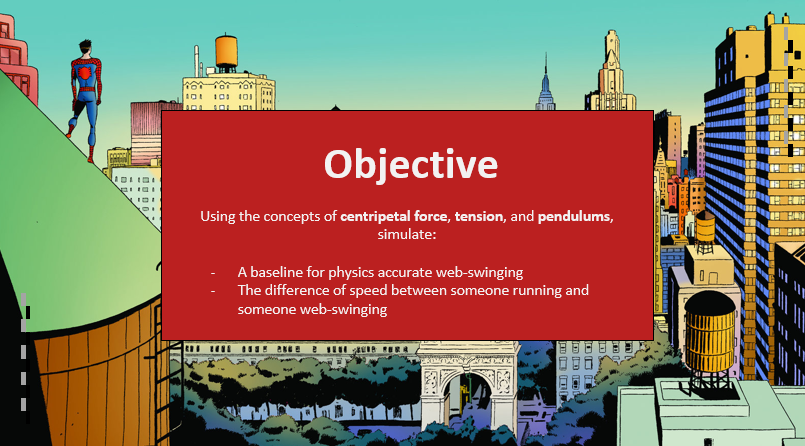 Objective
Using the concepts of centripetal force, tension, and pendulums,
simulate:
- A baseline for physics accurate web-swinging
- The difference of speed between someone running and
someone web-swinging